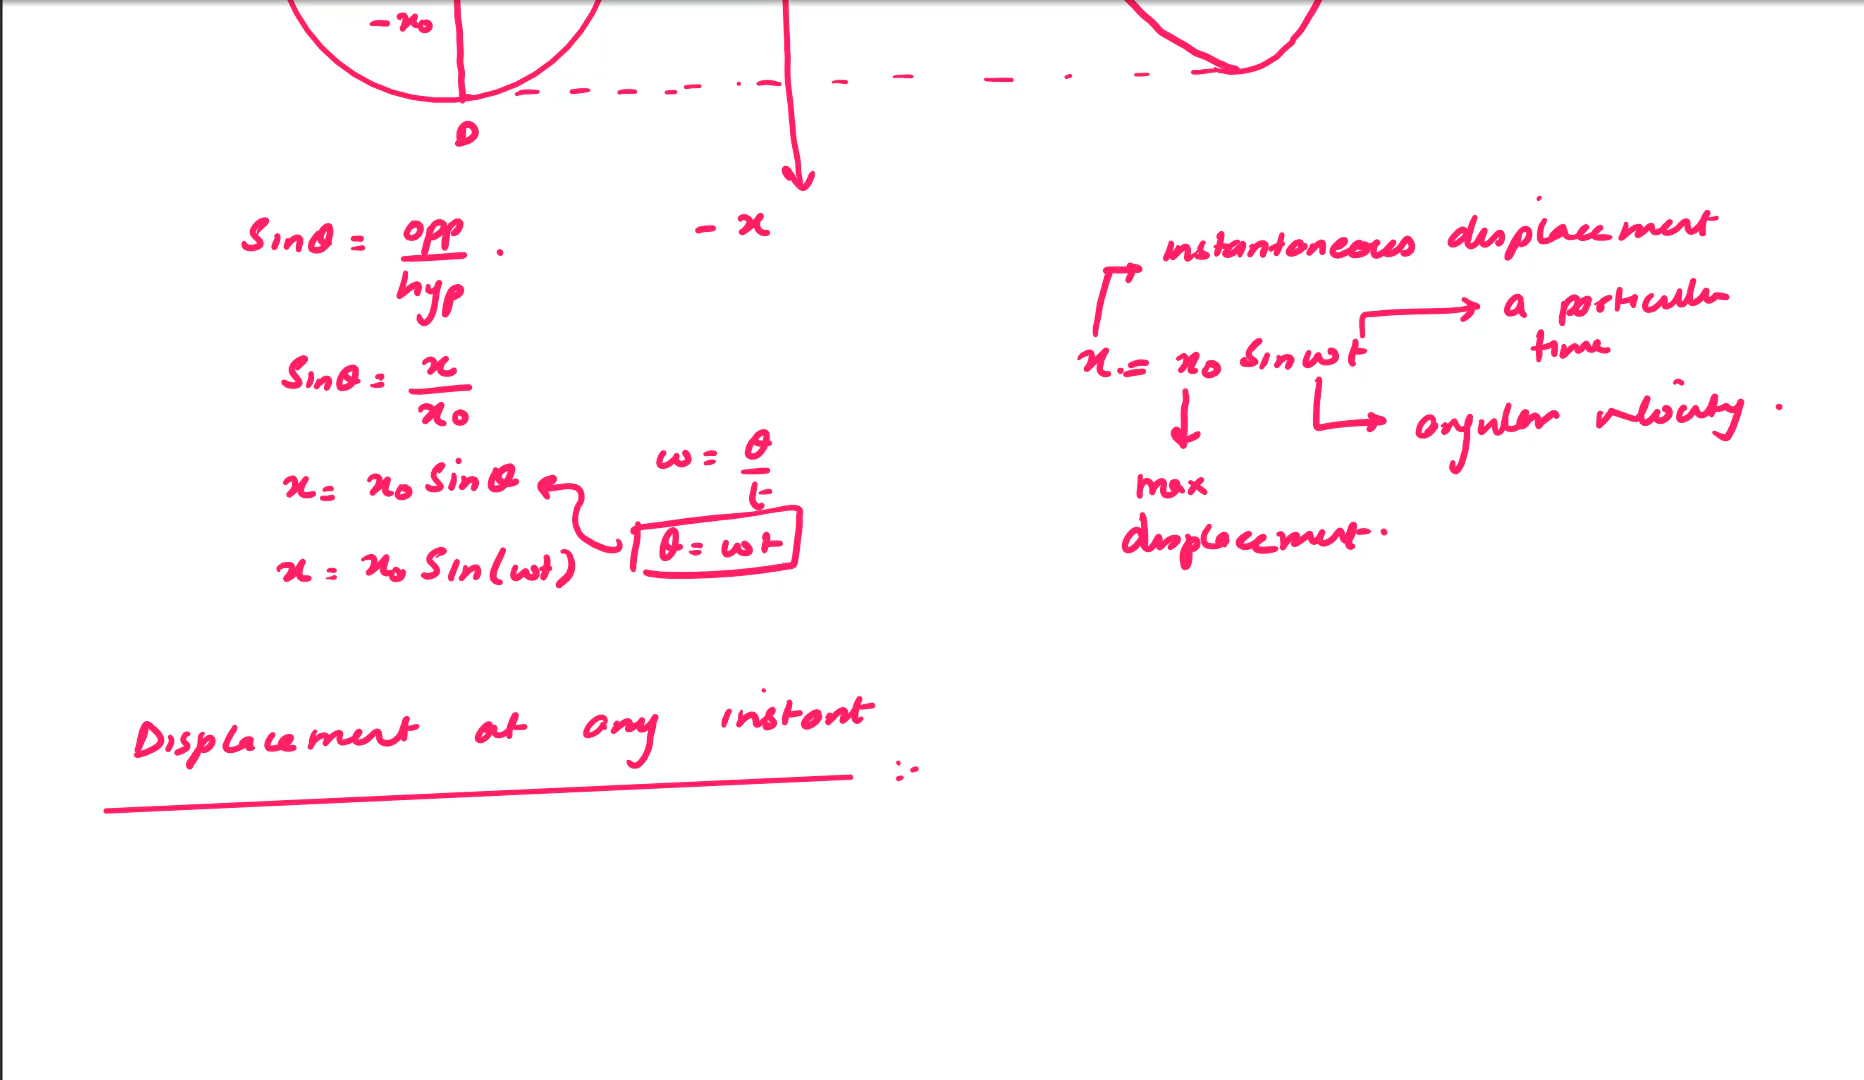 -x₀
D
Sinθ = opp/hyp .
- x
Sinθ = x/x₀
x = x₀ Sinθ
ω = θ/t
θ = ωt
x = x₀ Sin(ωt)
instantaneous displacement
a particular
time
x = x₀ Sinωt
angular velocity.
max
displacement.
Displacement at any instant :-